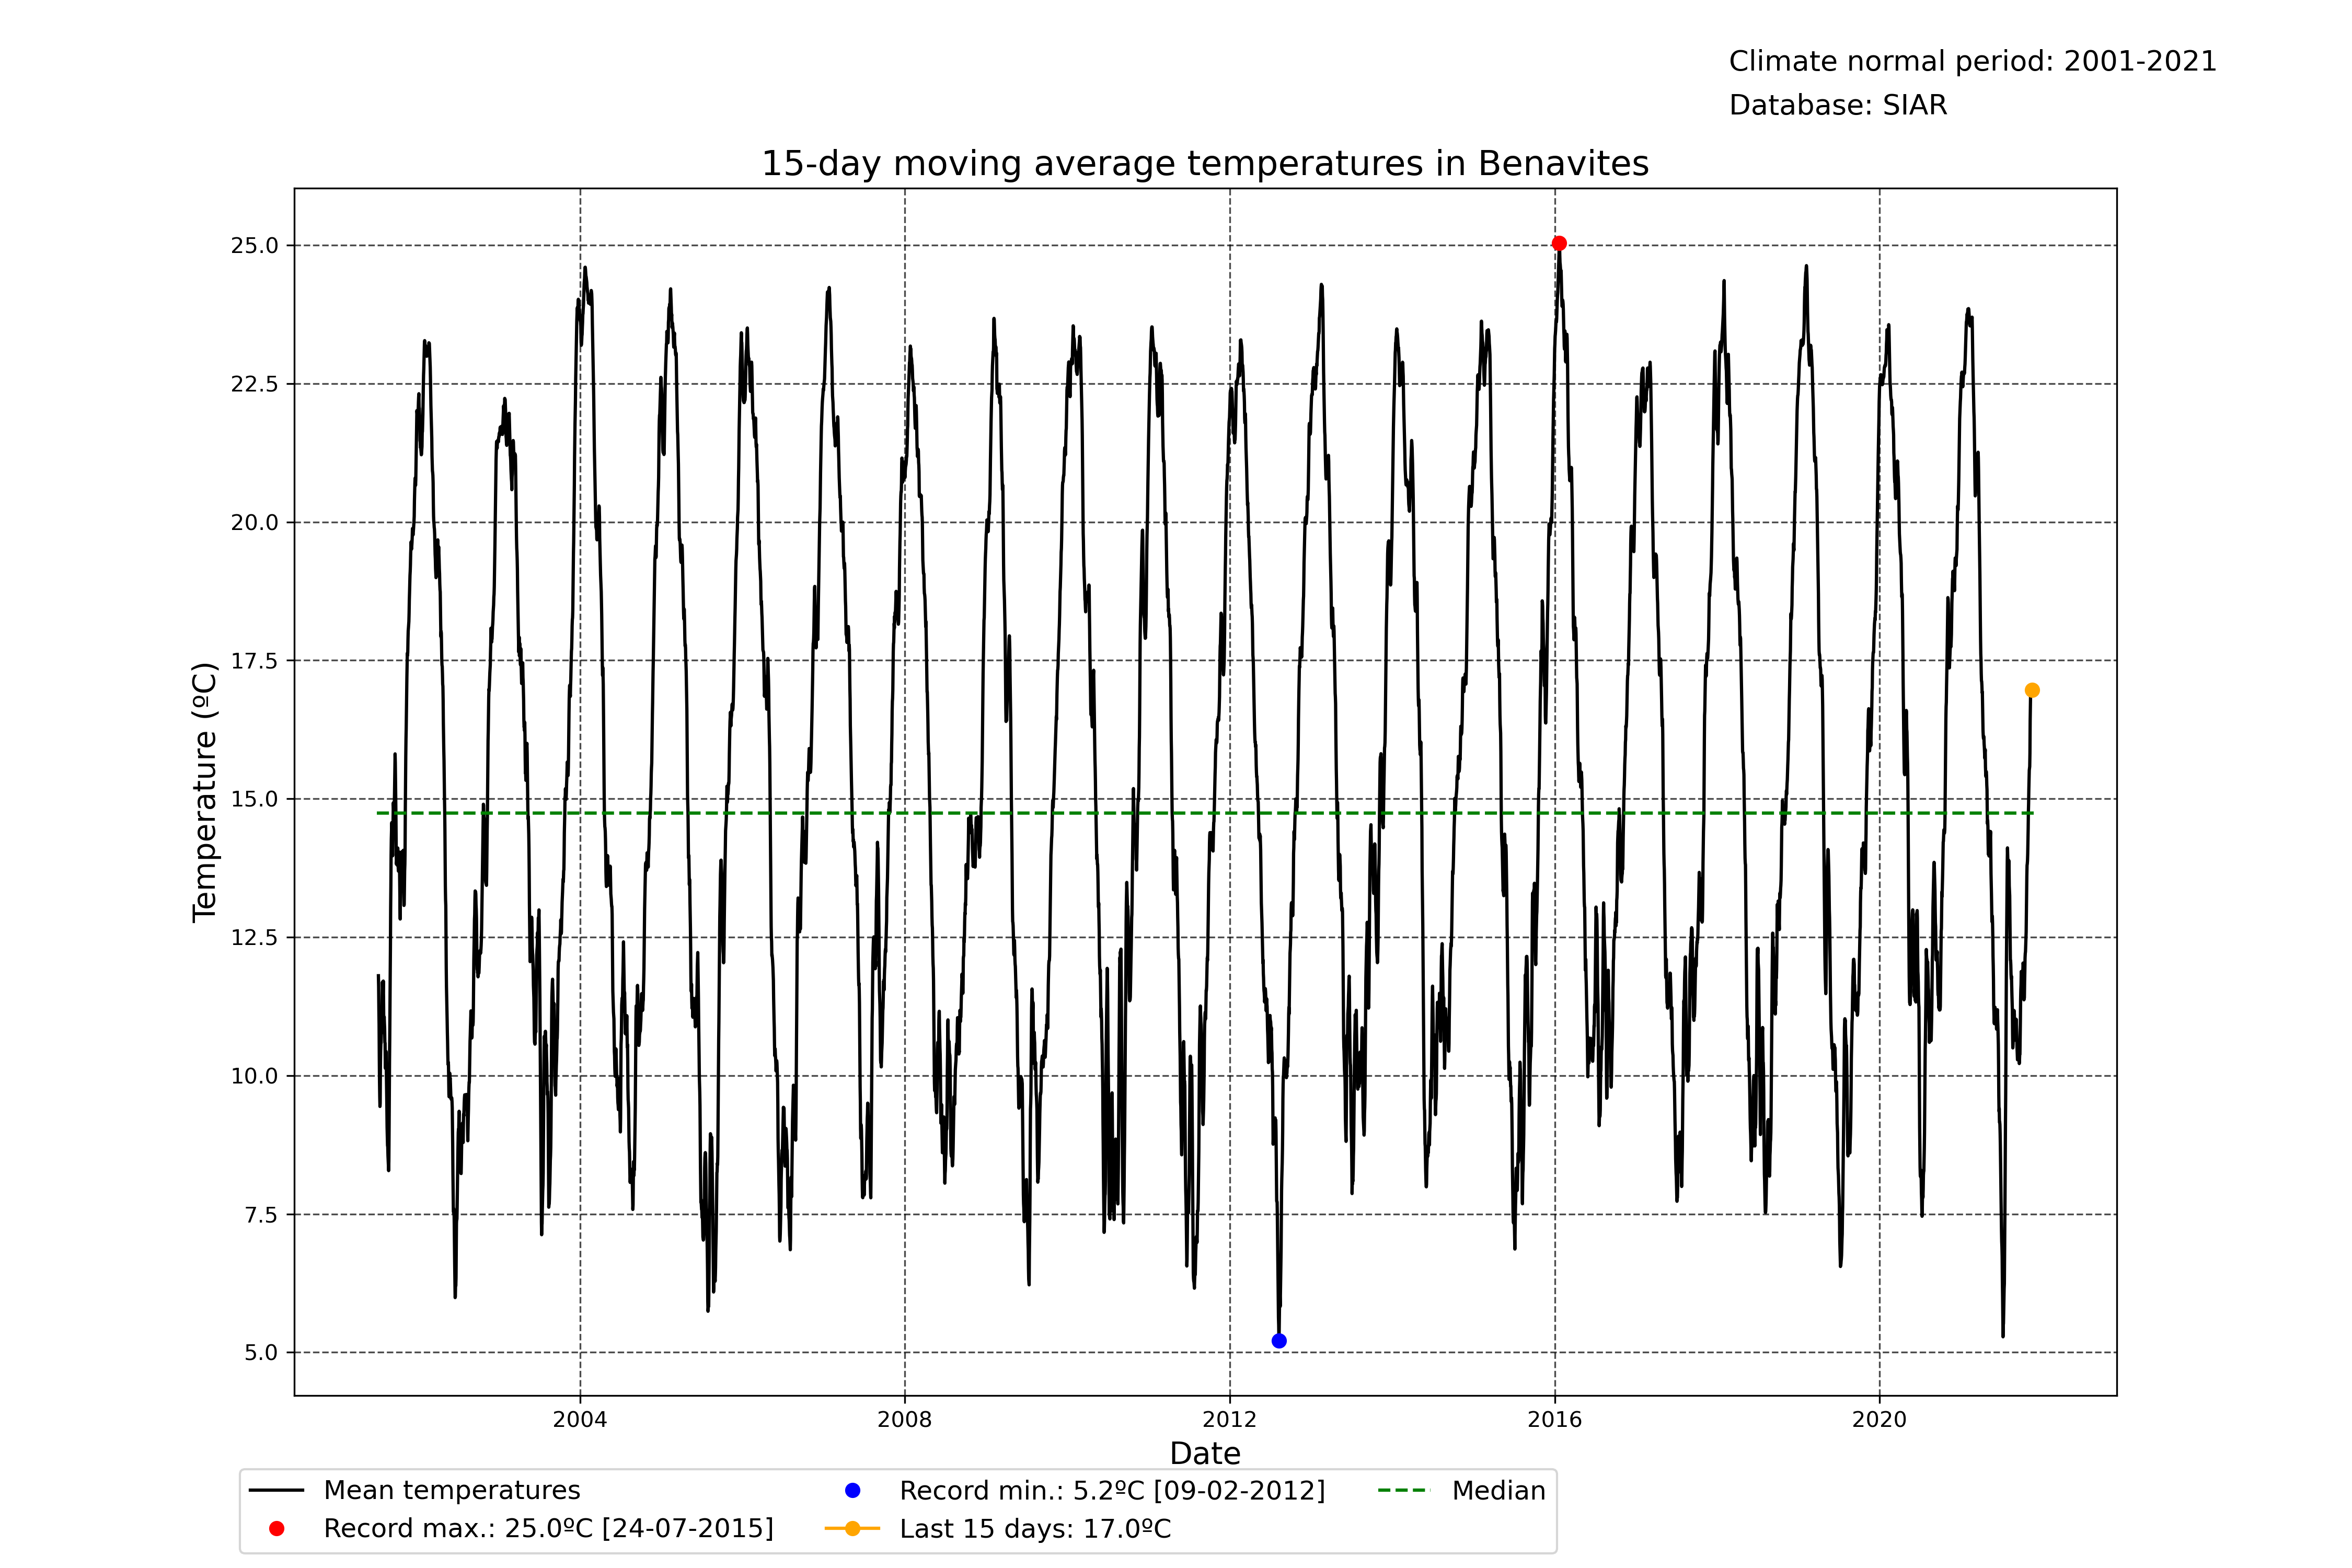 Climate normal period: 2001-2021
Database: SIAR
15-day moving average temperatures in Benavites
25.0
22.5
20.0
17.5
15.0
12.5
10.0
7.5
5.0
Temperature (ºC)
2004 2008 2012 2016 2020
Date
Mean temperatures
Record max.: 25.0ºC [24-07-2015]
Record min.: 5.2ºC [09-02-2012]
Last 15 days: 17.0ºC
Median